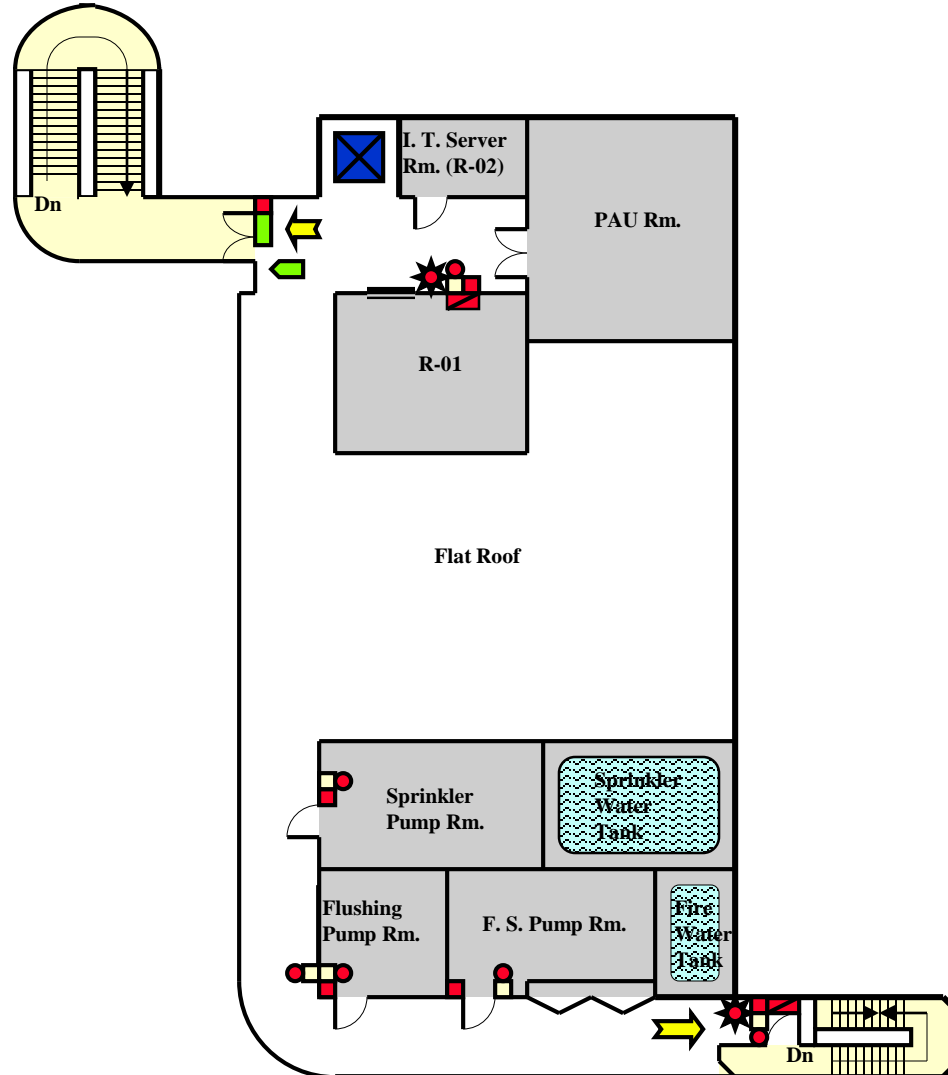 I. T. Server
Rm. (R-02)
PAU Rm.
Dn
R-01
Flat Roof
Sprinkler
Pump Rm.
Sprinkler
Water
Tank
Flushing
Pump Rm.
F. S. Pump Rm.
Fire
Water
Tank
Dn